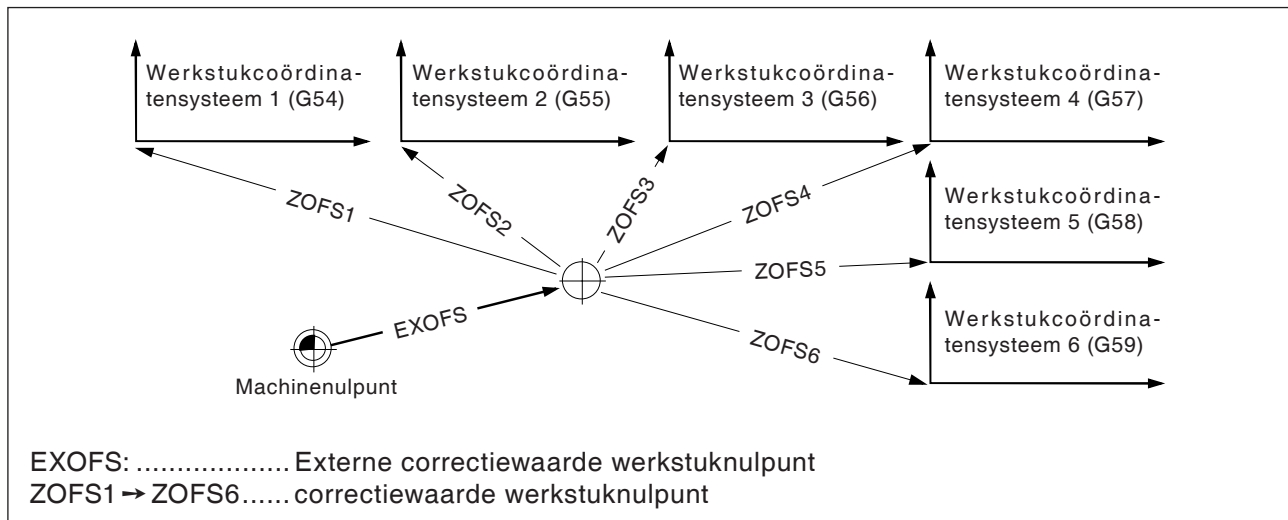 Werkstukcoördina-
tensysteem 1 (G54)
Werkstukcoördina-
tensysteem 2 (G55)
Werkstukcoördina-
tensysteem 3 (G56)
Werkstukcoördina-
tensysteem 4 (G57)
ZOFS1
ZOFS2
ZOFS3
ZOFS4
Werkstukcoördina-
tensysteem 5 (G58)
ZOFS5
EXOFS
ZOFS6
Werkstukcoördina-
tensysteem 6 (G59)
Machinenulpunt
EXOFS: ................... Externe correctiewaarde werkstuknulpunt
ZOFS1 → ZOFS6...... correctiewaarde werkstuknulpunt